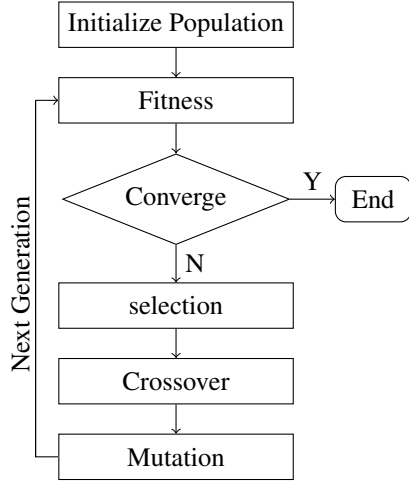 Initialize Population
Fitness
Converge
Y
End
N
selection
Crossover
Mutation
Next Generation